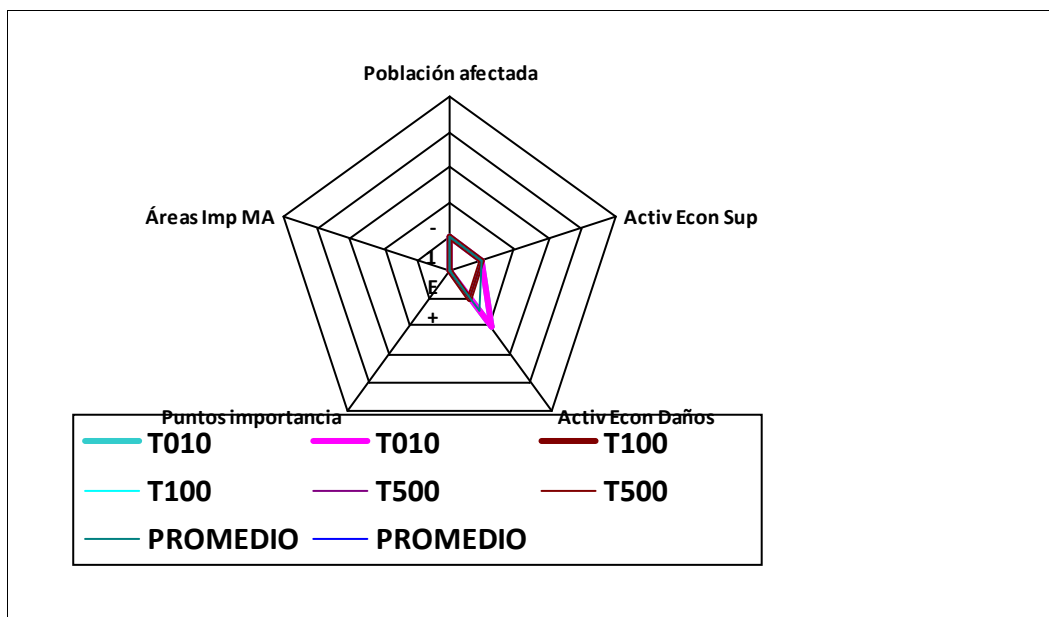 Población afectada
Áreas Imp MA
Activ Econ Sup
-
1
E
+
Puntos importancia
Activ Econ Daños
T010 T010 T100
T100 T500 T500
PROMEDIO PROMEDIO